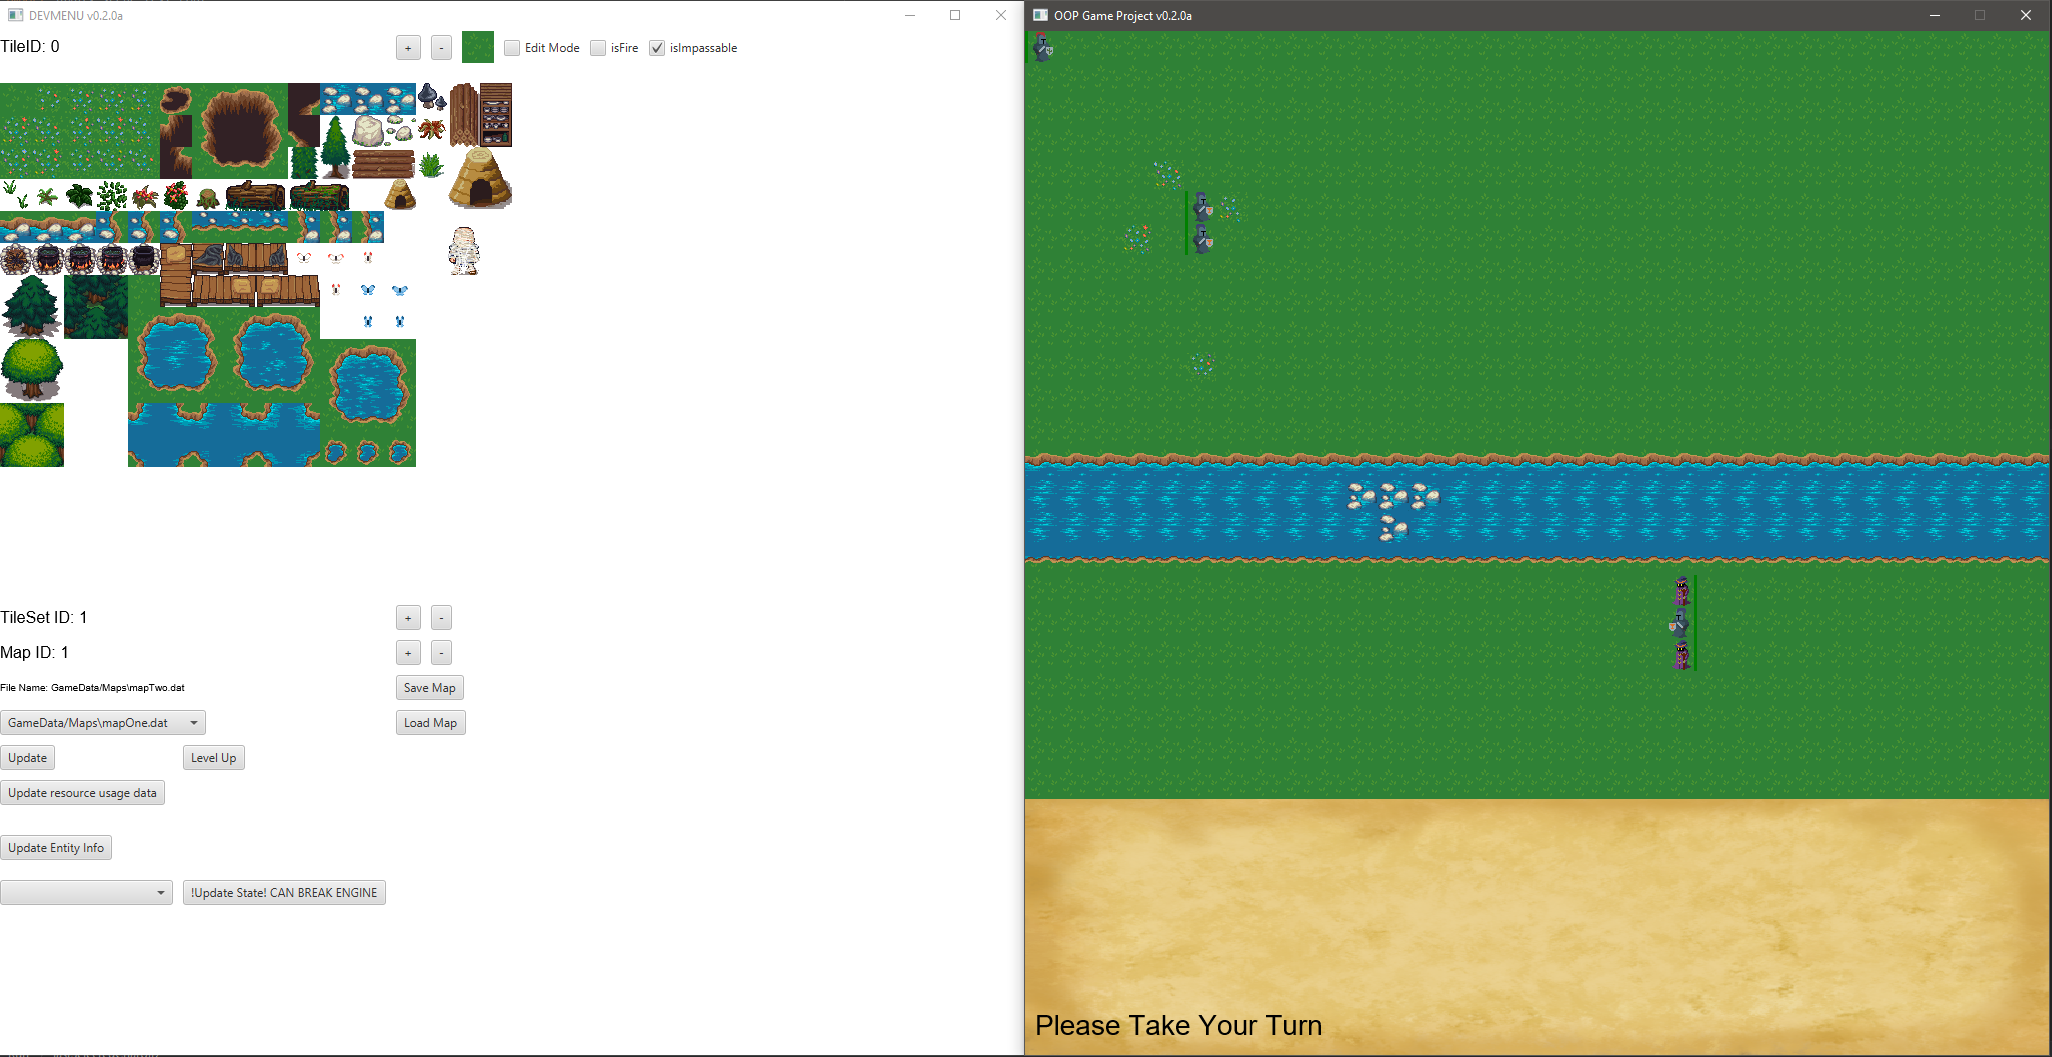 DEVMENU v0.2.0a
TileID: 0
+
-
Edit Mode
isFire
isImpassable
TileSet ID: 1
+
-
Map ID: 1
+
-
File Name: GameData/Maps\mapTwo.dat
Save Map
GameData/Maps\mapOne.dat
Load Map
Update
Level Up
Update resource usage data
Update Entity Info
!Update State! CAN BREAK ENGINE
OOP Game Project v0.2.0a
Please Take Your Turn